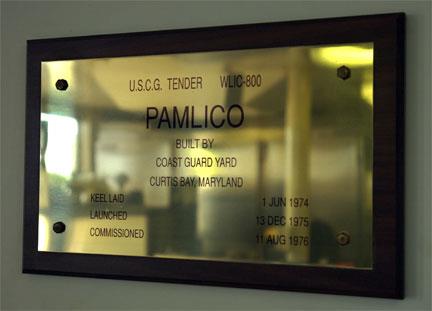 U.S.C.G. TENDER WLIC-800
PAMLICO
BUILT BY
COAST GUARD YARD
CURTIS BAY, MARYLAND
KEEL LAID 1 JUN 1974
LAUNCHED 13 DEC 1975
COMMISSIONED 11 AUG 1976